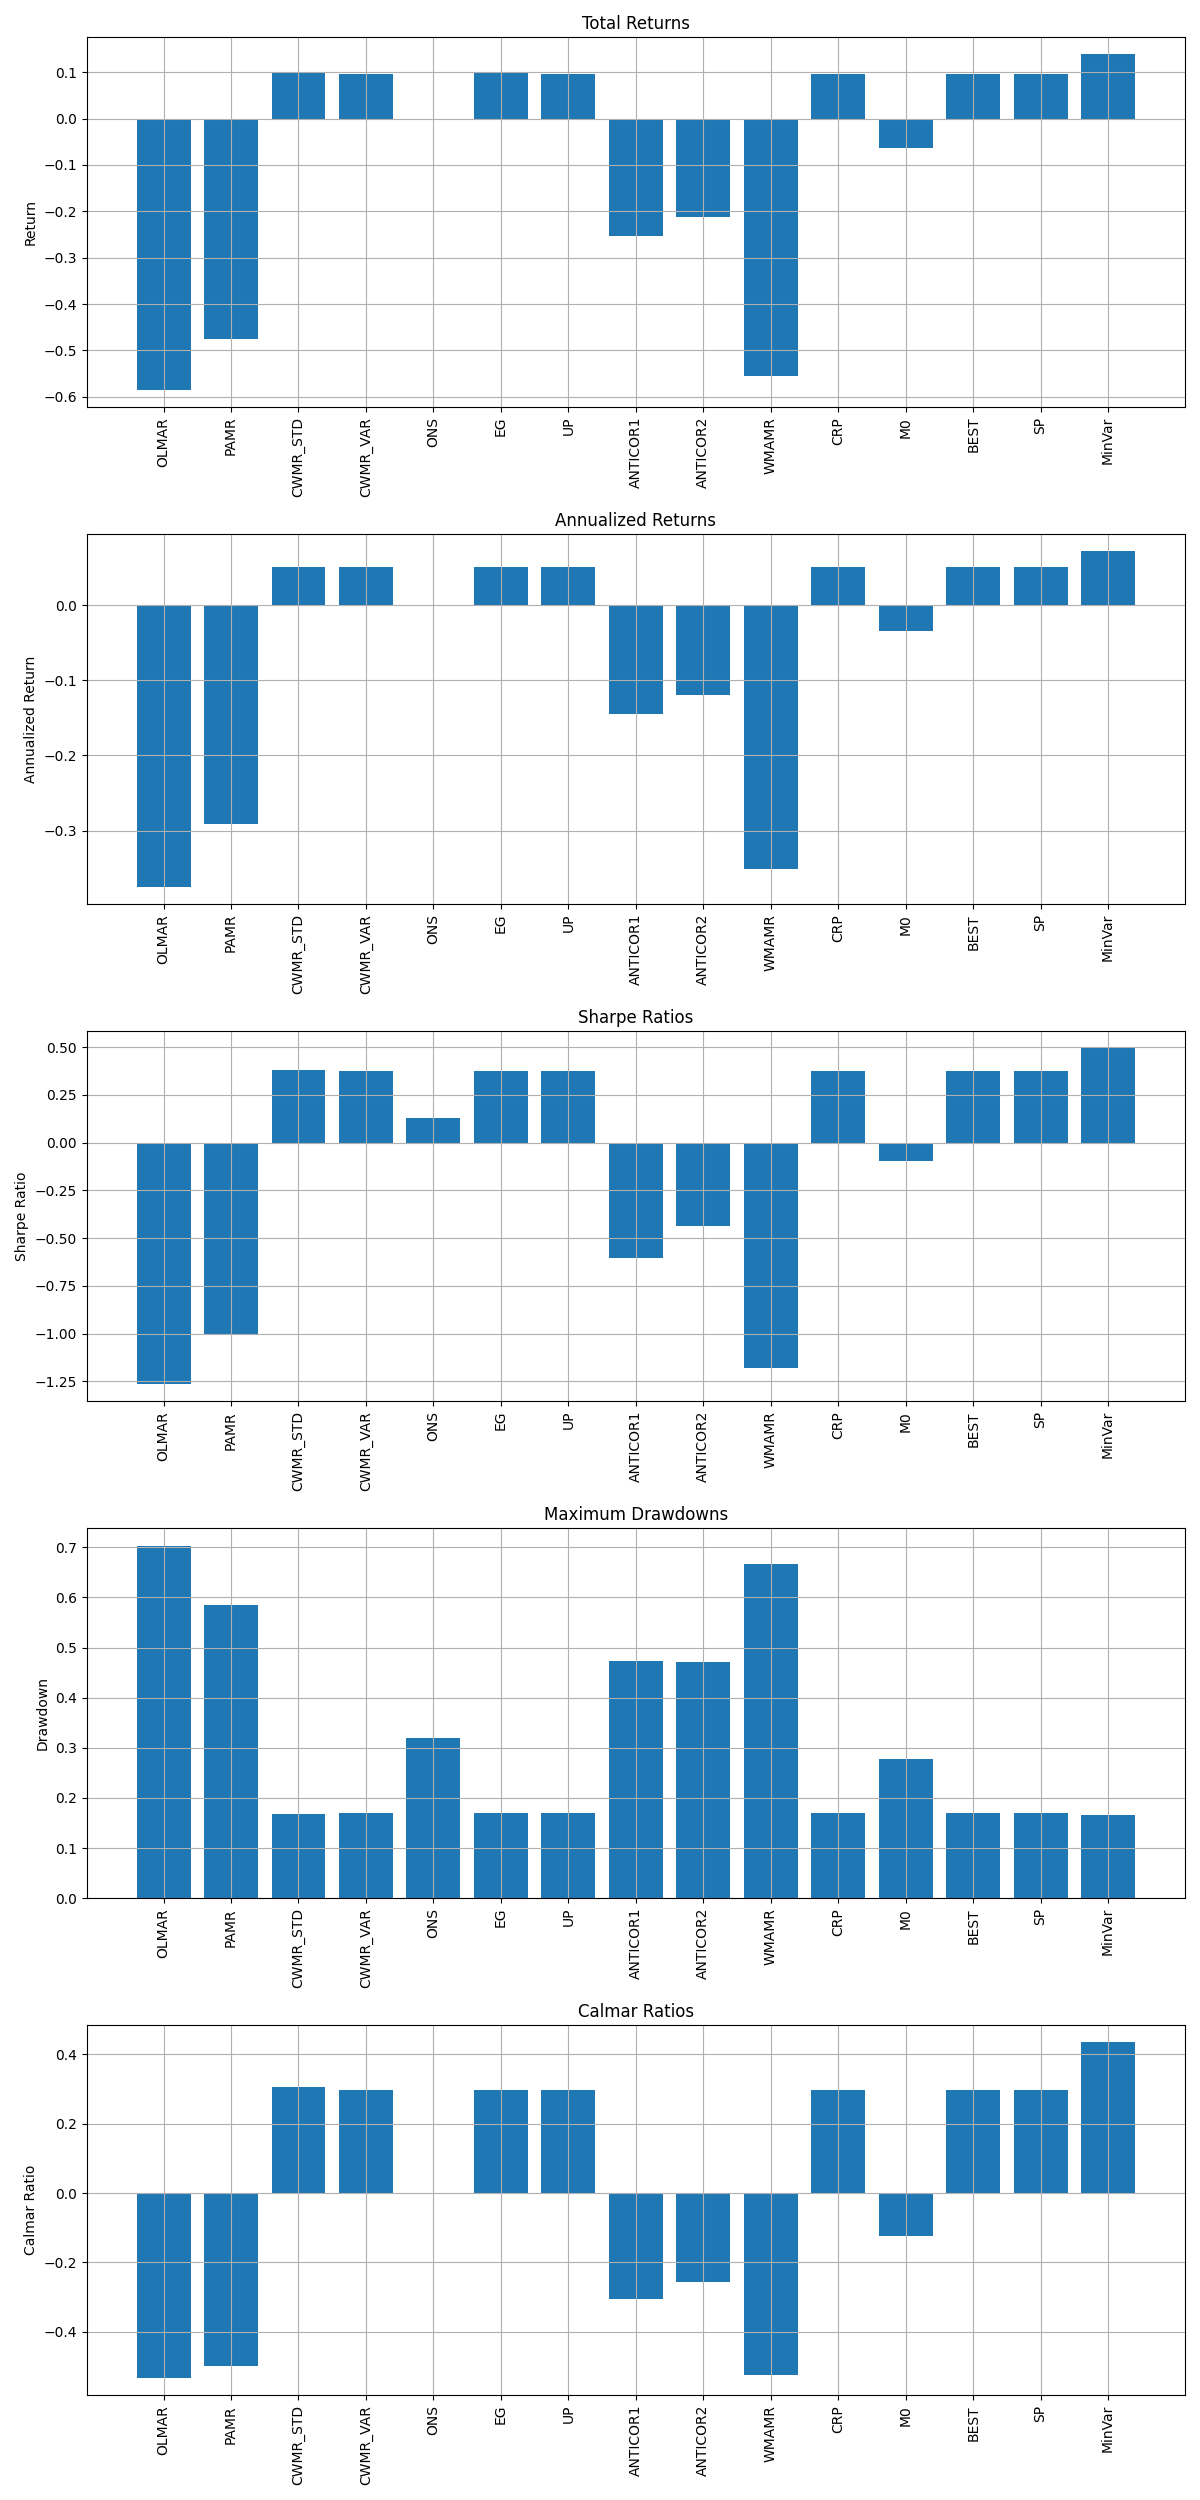 Total Returns
0.1
0.0
−0.1
−0.2
−0.3
−0.4
−0.5
−0.6
Return
OLMAR
PAMR
CWMR_STD
CWMR_VAR
ONS
EG
UP
ANTICOR1
ANTICOR2
WMAMR
CRP
M0
BEST
SP
MinVar
Annualized Returns
0.0
−0.1
−0.2
−0.3
Annualized Return
OLMAR
PAMR
CWMR_STD
CWMR_VAR
ONS
EG
UP
ANTICOR1
ANTICOR2
WMAMR
CRP
M0
BEST
SP
MinVar
Sharpe Ratios
0.50
0.25
0.00
−0.25
−0.50
−0.75
−1.00
−1.25
Sharpe Ratio
OLMAR
PAMR
CWMR_STD
CWMR_VAR
ONS
EG
UP
ANTICOR1
ANTICOR2
WMAMR
CRP
M0
BEST
SP
MinVar
Maximum Drawdowns
0.7
0.6
0.5
0.4
0.3
0.2
0.1
0.0
Drawdown
OLMAR
PAMR
CWMR_STD
CWMR_VAR
ONS
EG
UP
ANTICOR1
ANTICOR2
WMAMR
CRP
M0
BEST
SP
MinVar
Calmar Ratios
0.4
0.2
0.0
−0.2
−0.4
Calmar Ratio
OLMAR
PAMR
CWMR_STD
CWMR_VAR
ONS
EG
UP
ANTICOR1
ANTICOR2
WMAMR
CRP
M0
BEST
SP
MinVar